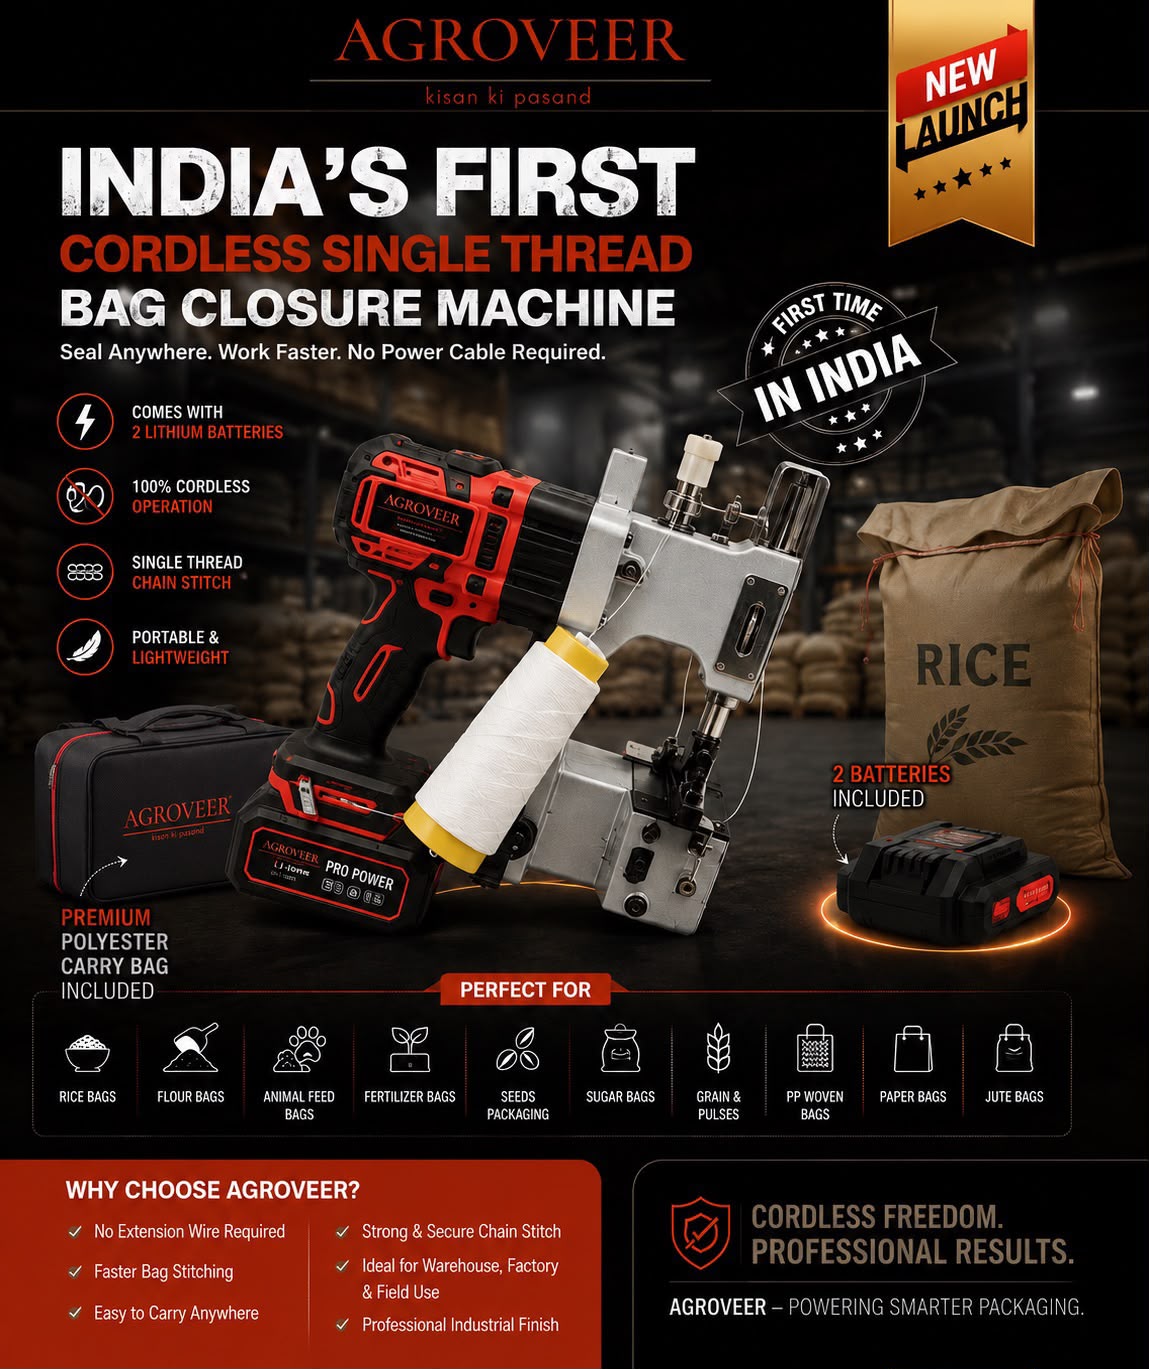 AGROVEER
kisan ki pasand
NEW
LAUNCH
INDIA'S FIRST
CORDLESS SINGLE THREAD
BAG CLOSURE MACHINE
Seal Anywhere. Work Faster. No Power Cable Required.
FIRST TIME
IN INDIA
COMES WITH
2 LITHIUM BATTERIES
100% CORDLESS
OPERATION
SINGLE THREAD
CHAIN STITCH
PORTABLE &
LIGHTWEIGHT
AGROVEER
RICE
AGROVEER
kisan ki pasand
AGROVEER
Li-ion
PRO POWER
2 BATTERIES
INCLUDED
PREMIUM
POLYESTER
CARRY BAG
INCLUDED
PERFECT FOR
RICE BAGS
FLOUR BAGS
ANIMAL FEED
BAGS
FERTILIZER BAGS
SEEDS
PACKAGING
SUGAR BAGS
GRAIN &
PULSES
PP WOVEN
BAGS
PAPER BAGS
JUTE BAGS
WHY CHOOSE AGROVEER?
No Extension Wire Required
Faster Bag Stitching
Easy to Carry Anywhere
Strong & Secure Chain Stitch
Ideal for Warehouse, Factory
& Field Use
Professional Industrial Finish
CORDLESS FREEDOM.
PROFESSIONAL RESULTS.
AGROVEER – POWERING SMARTER PACKAGING.